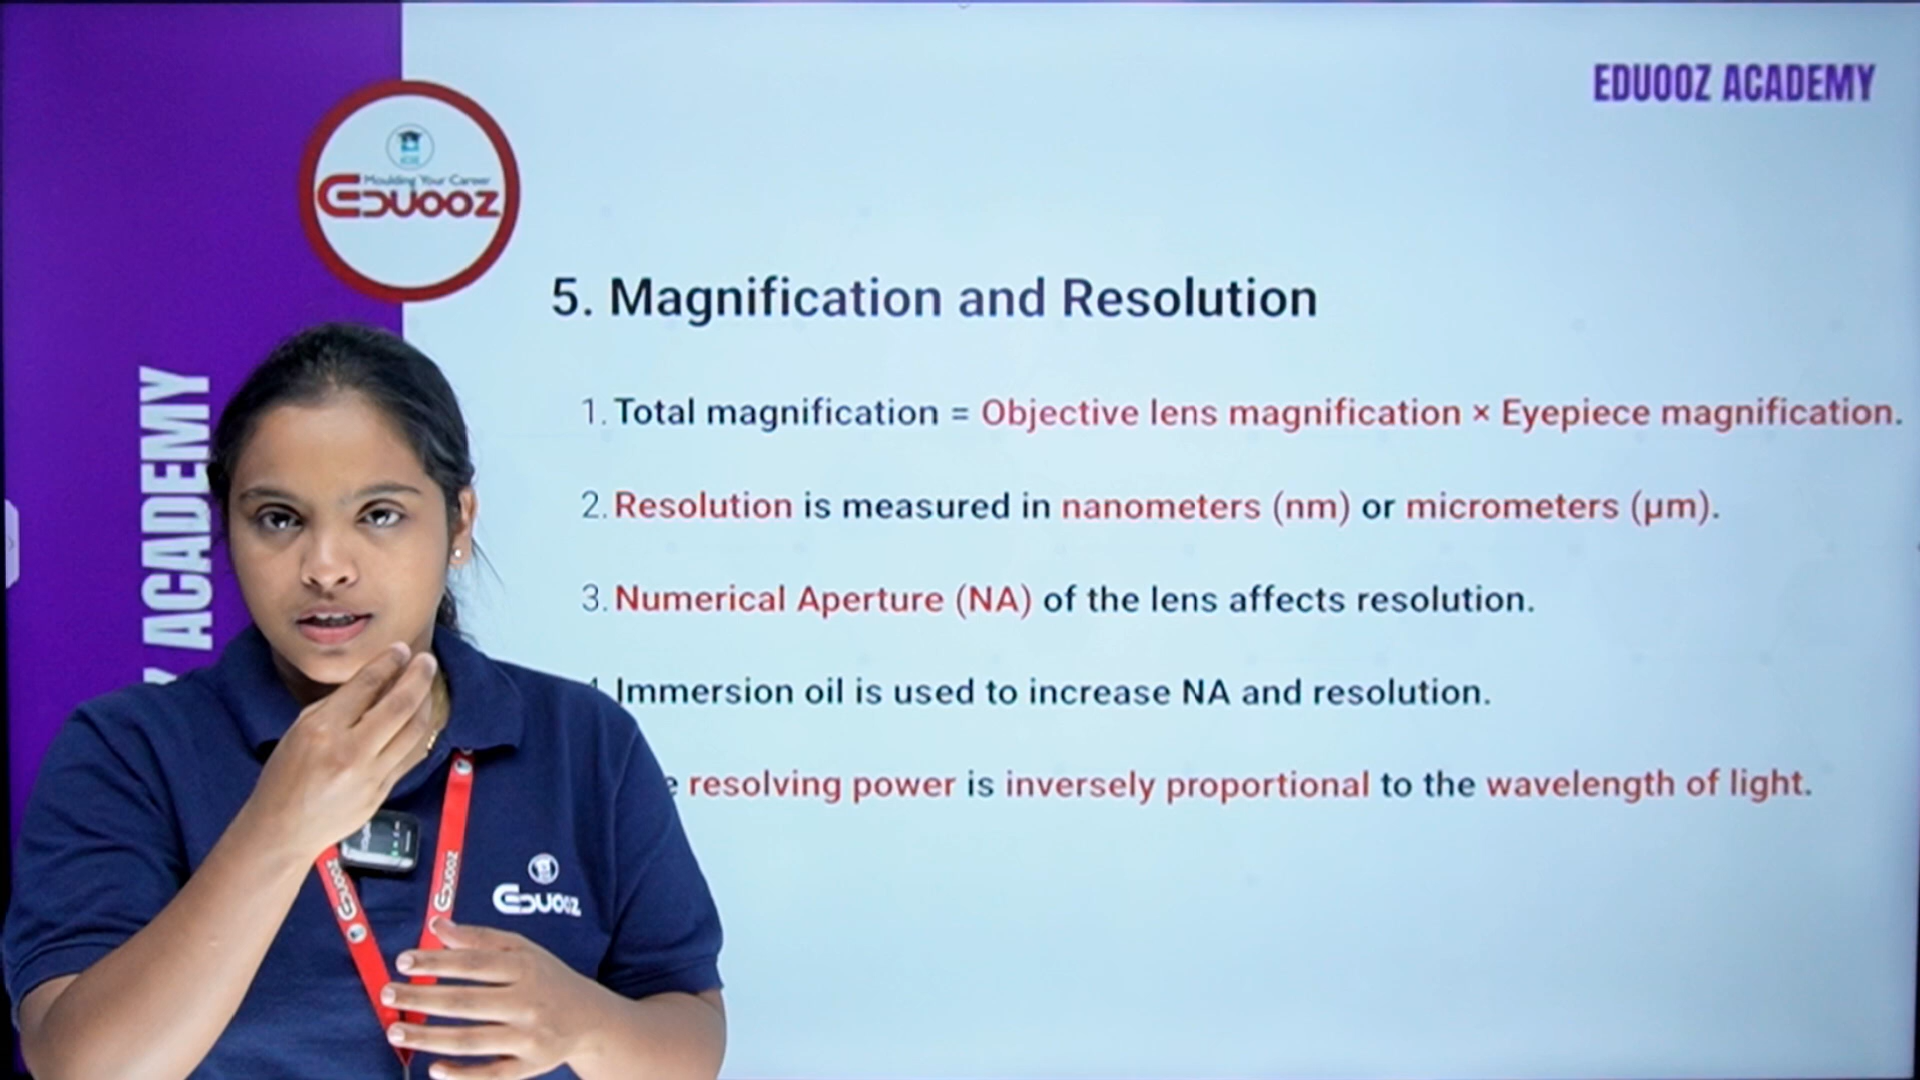 EDUOOZ ACADEMY
Moulding Your Career
EDUOOZ
5. Magnification and Resolution
1. Total magnification = Objective lens magnification × Eyepiece magnification.
2. Resolution is measured in nanometers (nm) or micrometers (µm).
3. Numerical Aperture (NA) of the lens affects resolution.
Immersion oil is used to increase NA and resolution.
resolving power is inversely proportional to the wavelength of light.
ACADEMY
EDUOOZ
EDUOOZ
EDUOOZ